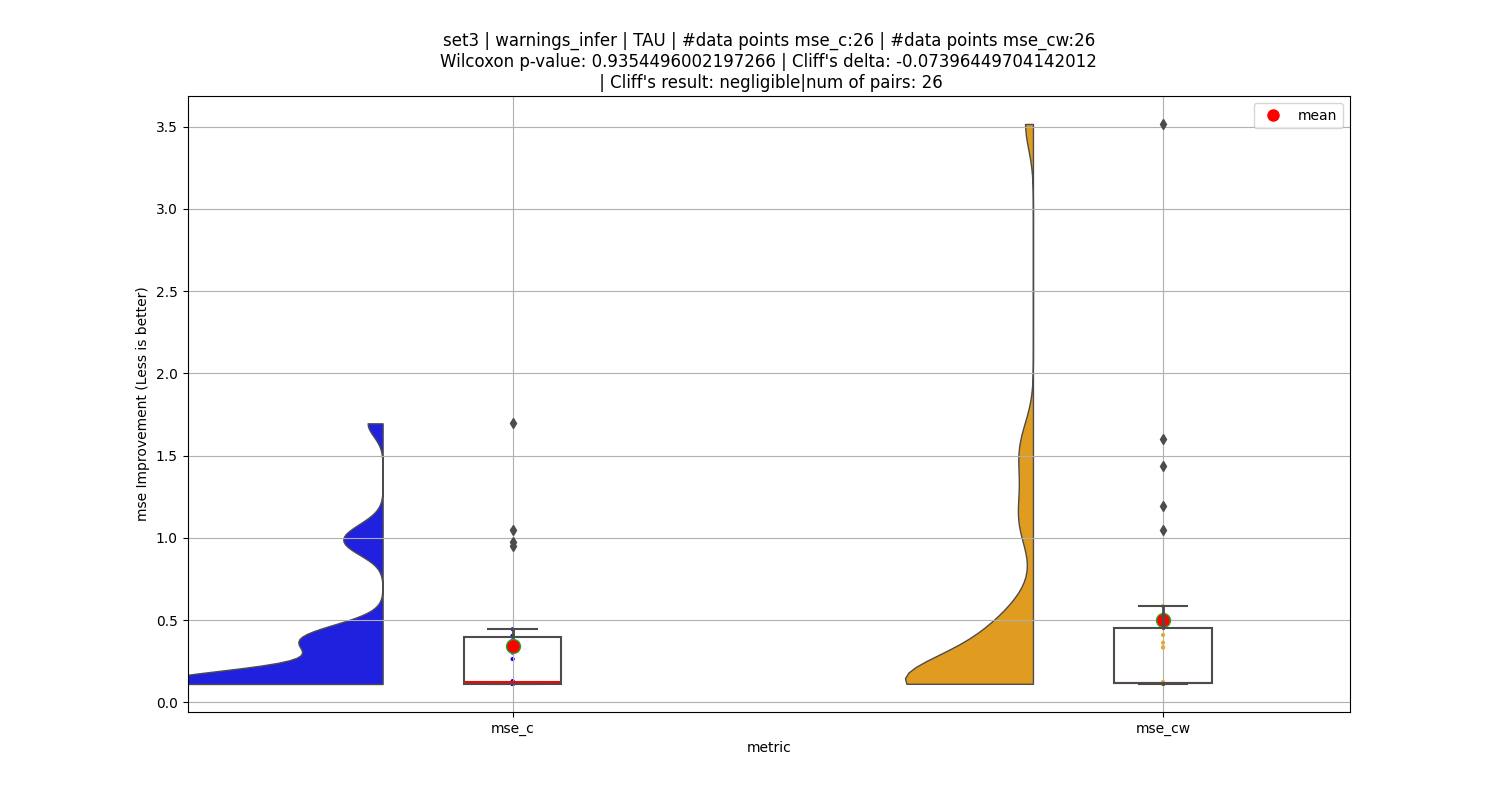 set3 | warnings_infer | TAU | #data points mse_c:26 | #data points mse_cw:26
Wilcoxon p-value: 0.9354496002197266 | Cliff's delta: -0.07396449704142012
| Cliff's result: negligible|num of pairs: 26
mean
3.5
3.0
2.5
2.0
1.5
1.0
0.5
0.0
mse Improvement (Less is better)
mse_c
mse_cw
metric